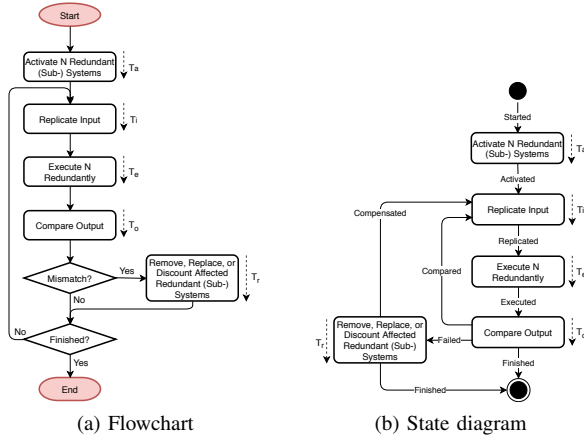 Start
Activate N Redundant
(Sub-) Systems
Ta
Replicate Input
Ti
Execute N
Redundantly
Te
Compare Output
To
Mismatch?
Yes
Remove, Replace, or
Discount Affected
Redundant (Sub-)
Systems
Tr
No
Finished?
No
Yes
End
(a) Flowchart
Started
Activate N Redundant
(Sub-) Systems
Ta
Activated
Compensated
Replicate Input
Ti
Replicated
Compared
Execute N
Redundantly
Te
Executed
Remove, Replace, or
Discount Affected
Redundant (Sub-)
Systems
Tr
Failed
Compare Output
To
Finished
Finished
(b) State diagram